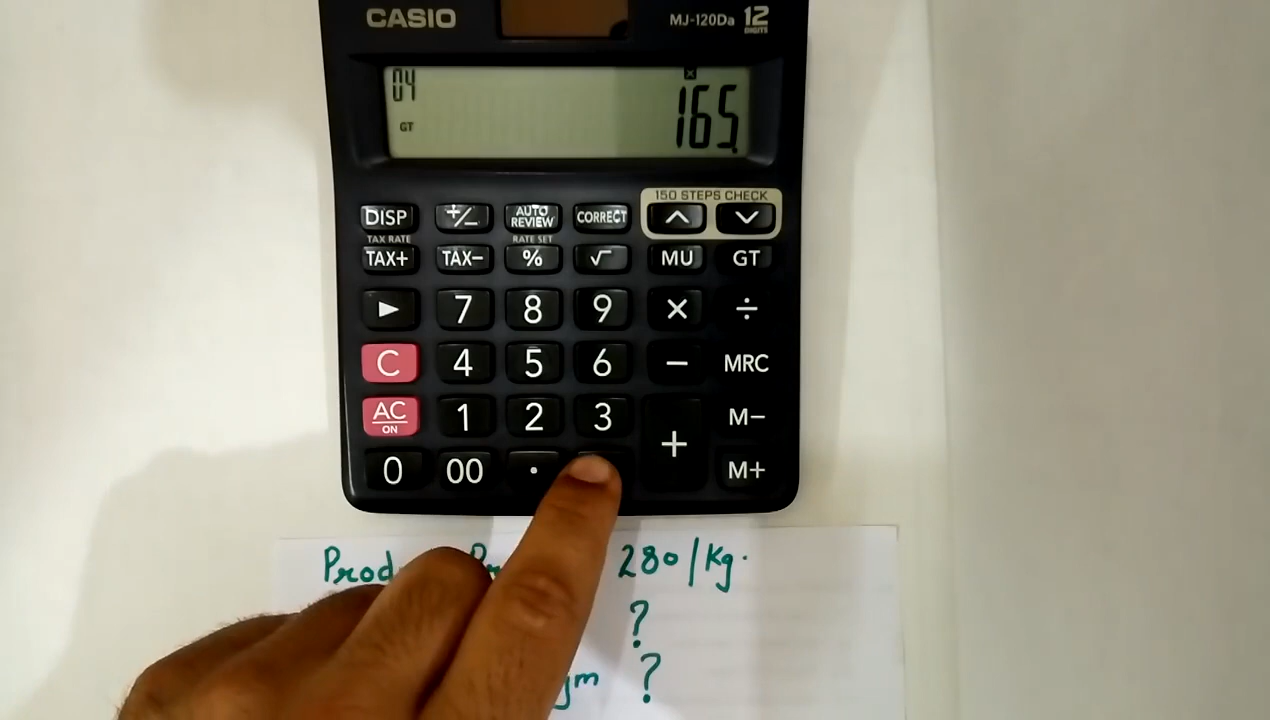 CASIO MJ-120Da 12 DIGITS
04
GT 165.
150 STEPS CHECK
DISP +/− AUTO REVIEW CORRECT
TAX RATE RATE SET
TAX+ TAX− % √ MU GT
7 8 9 × ÷
C 4 5 6 − MRC
AC ON 1 2 3 + M−
0 00 · M+
280/Kg.
?
gm ?